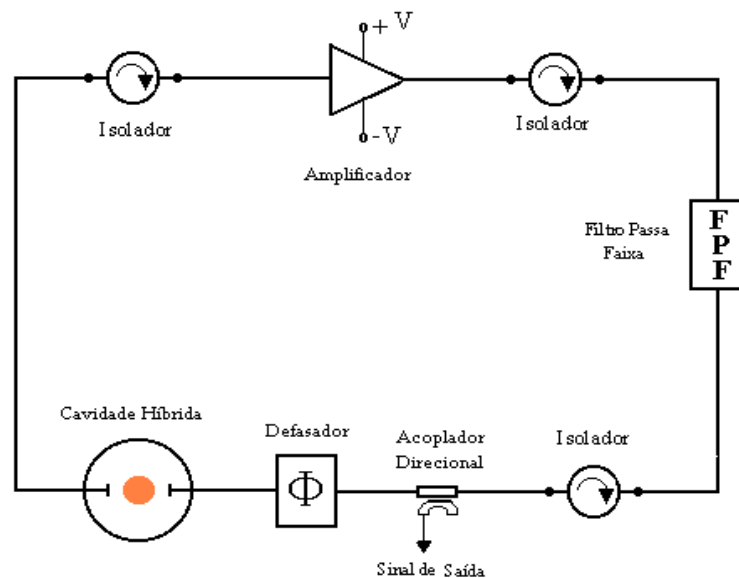 + V
Isolador
-V
Amplificador
Isolador
Filtro Passa
Faixa
F
P
F
Cavidade Híbrida
Defasador
Φ
Acoplador
Direcional
Isolador
Sinal de Saída